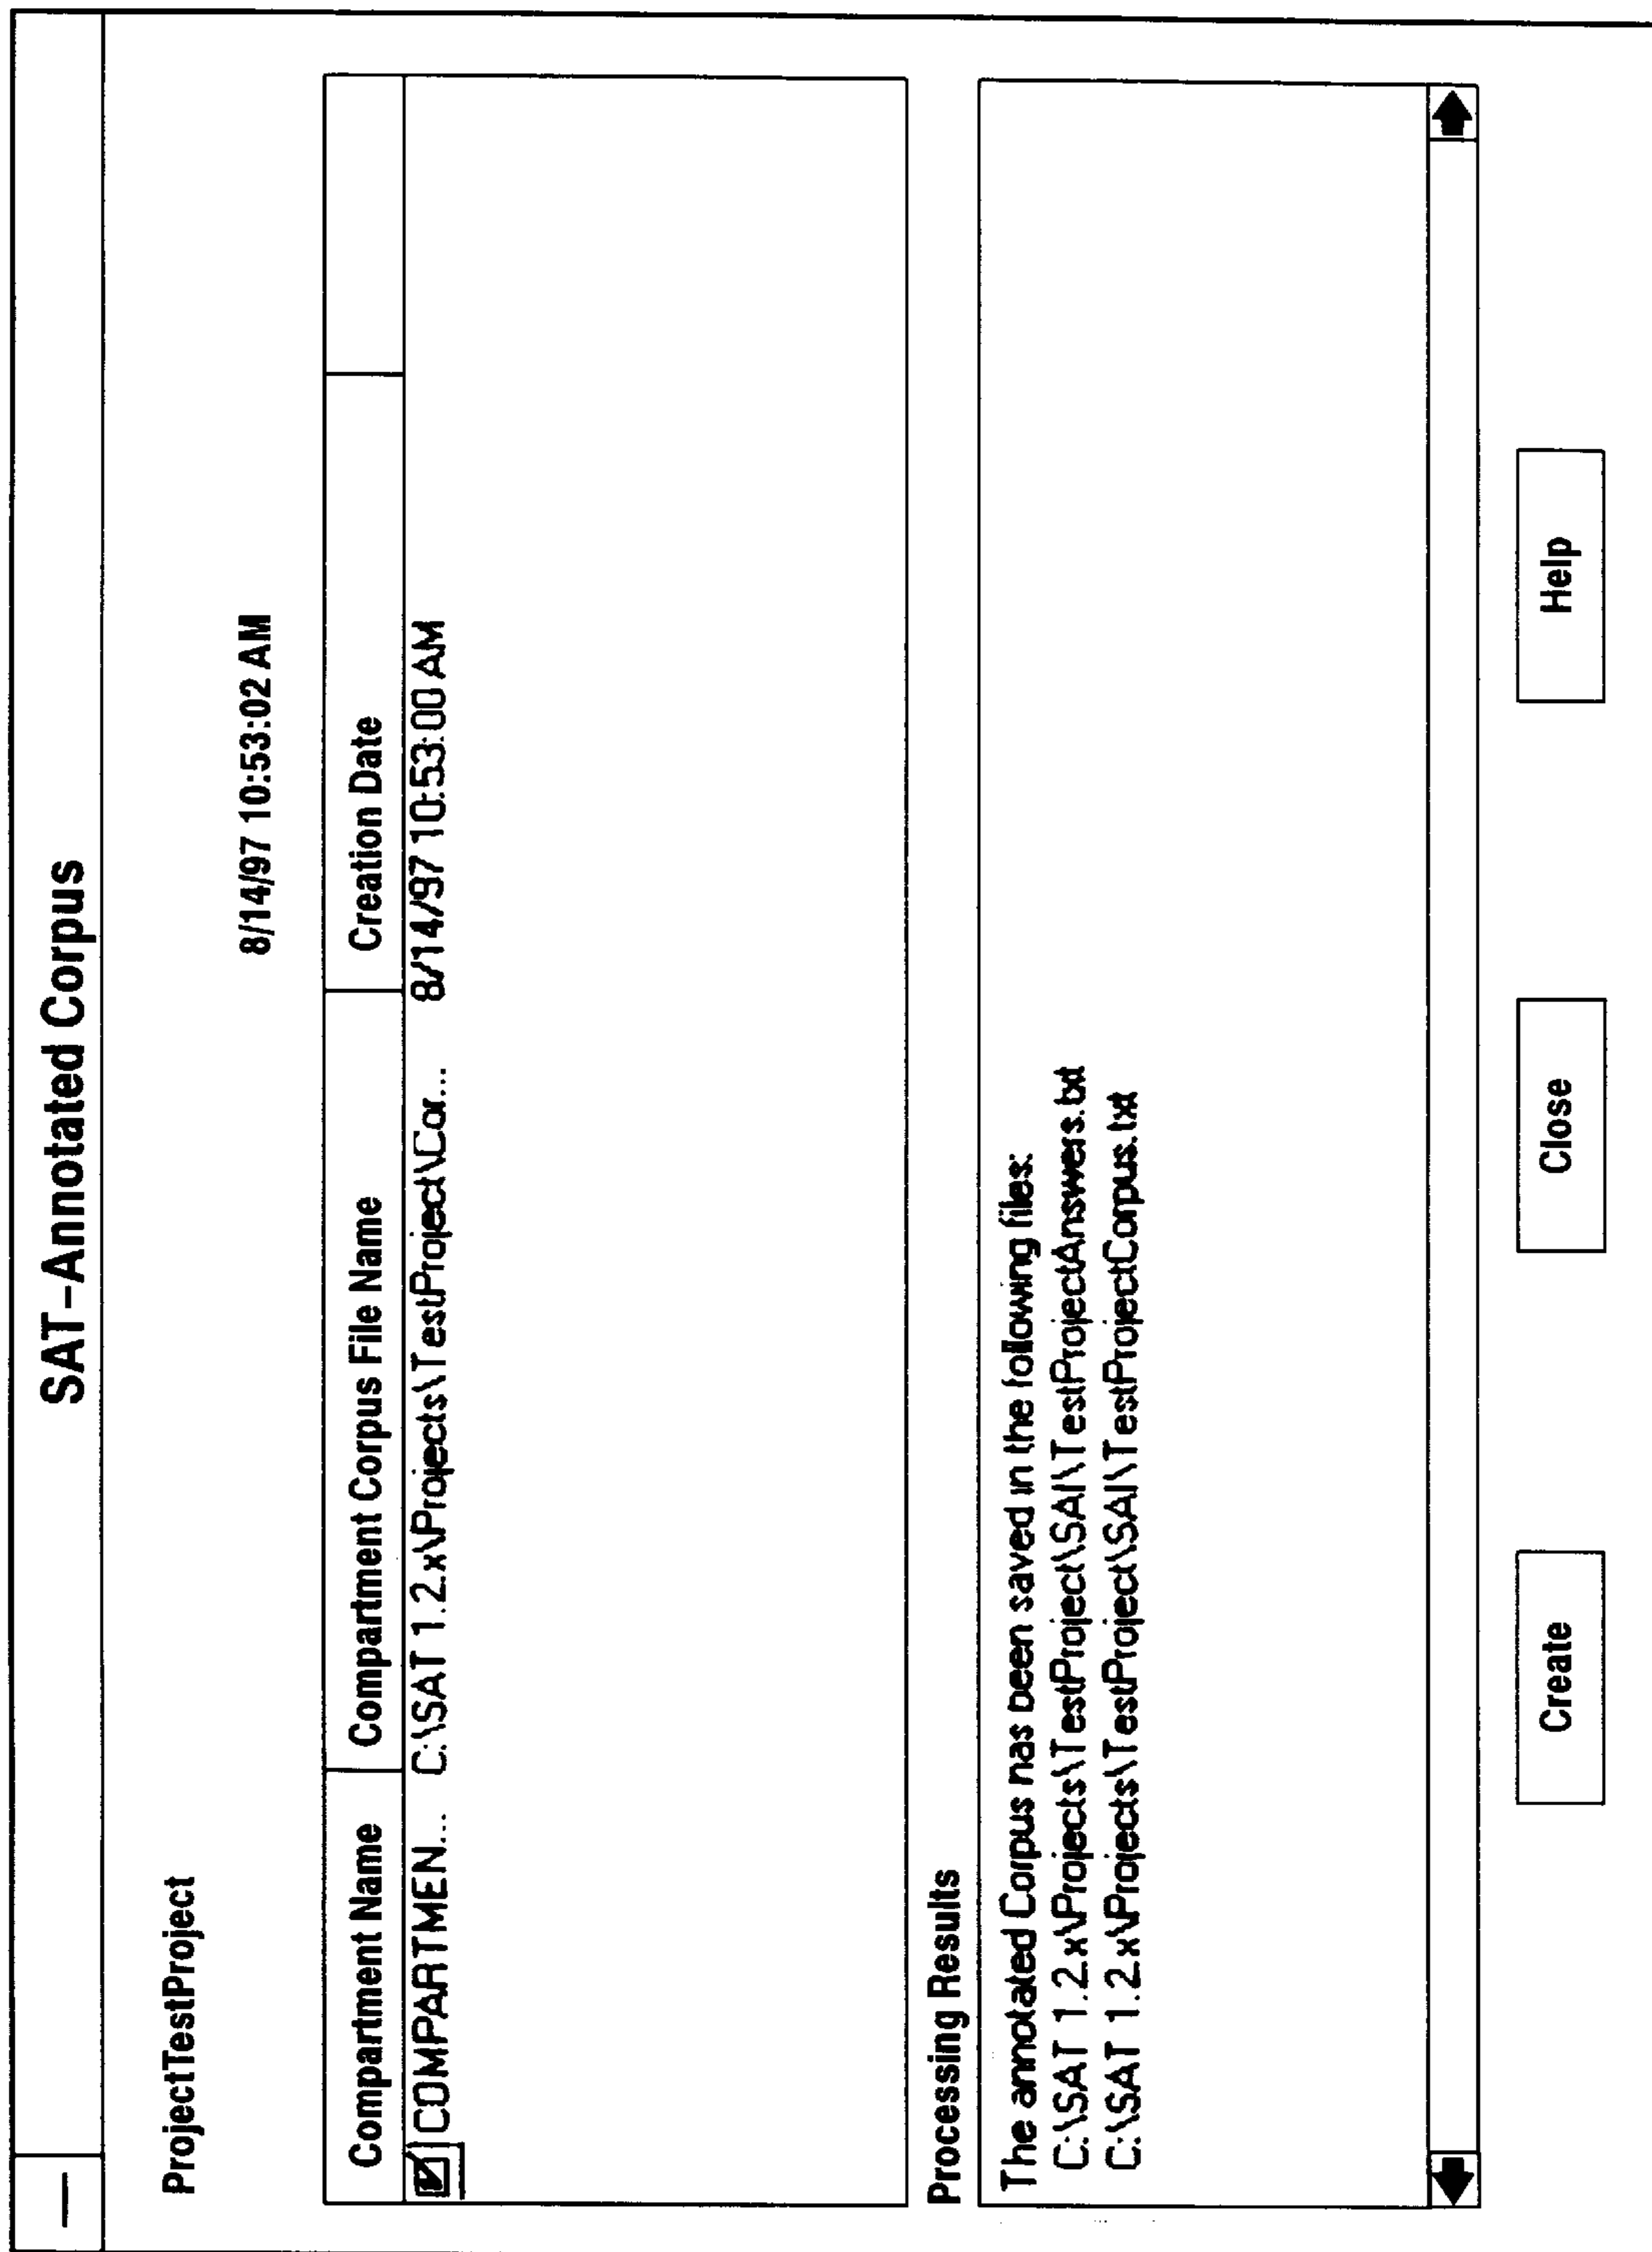 SAT-Annotated Corpus
ProjectTestProject
8/14/97 10:53:02 AM
Compartment Name Compartment Corpus File Name Creation Date
COMPARTMEN... C:\SAT 1.2.x\Projects\TestProject\Cor... 8/14/97 10:53:00 AM
Processing Results
The annotated Corpus has been saved in the following files:
C:\SAT 1.2.x\Projects\TestProject\SAI\TestProjectAnswers.txt
C:\SAT 1.2.x\Projects\TestProject\SAI\TestProjectCorpus.txt
Create Close Help